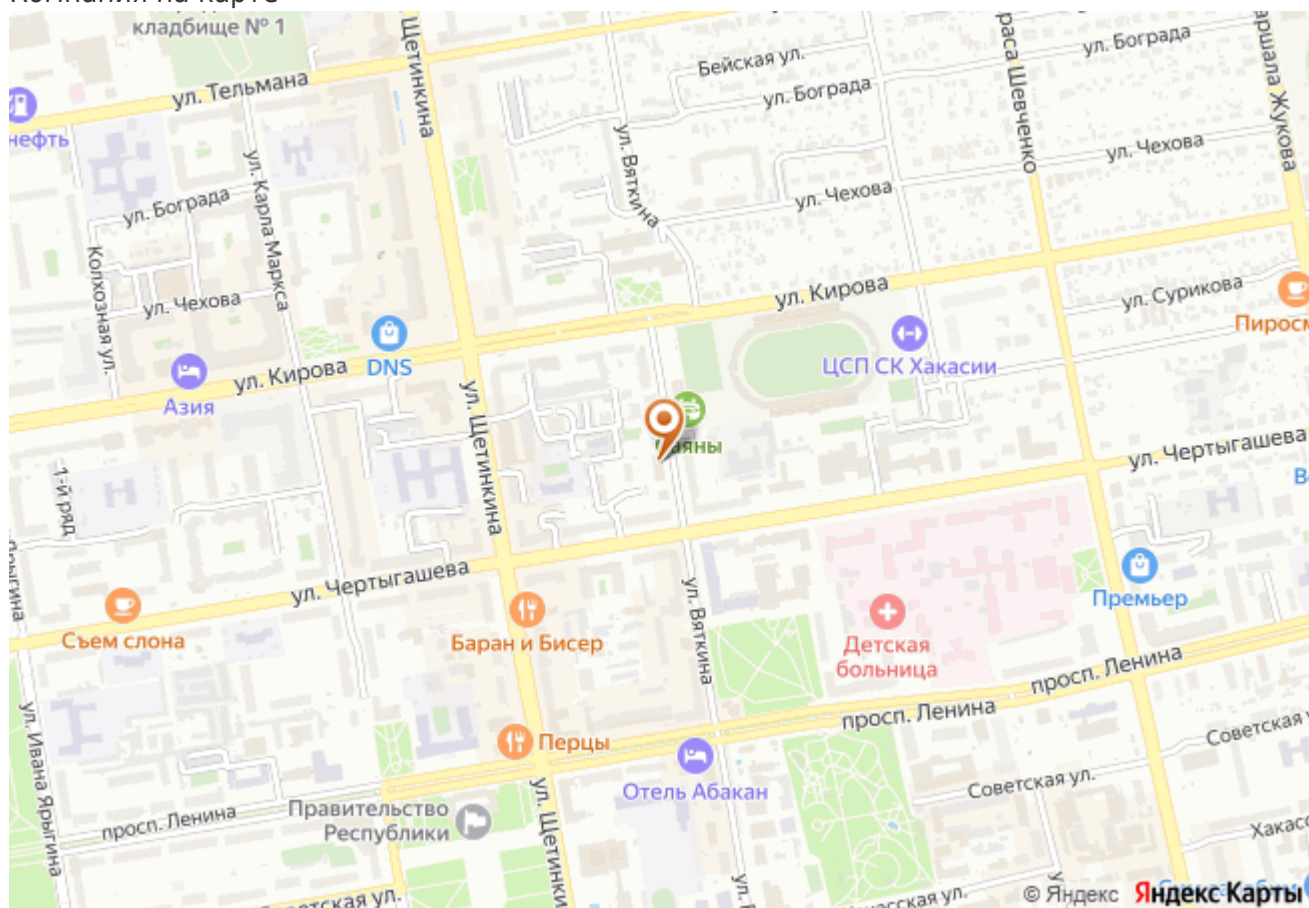 кладбище № 1
Щетинкина
ул. Тельмана
Бейская ул.
ул. Бограда
ул. Бограда
нефть
ул. Вяткина
ул. Чехова
ул. Чехова
ул. Карла Маркса
ул. Бограда
Колхозная ул.
ул. Чехова
ул. Кирова
ул. Сурикова
DNS
ул. Кирова
Азия
ЦСП СК Хакасии
ул. Щетинкина
1-й ряд
ул. Чертыгашева
ул. Чертыгашева
Съем слона
Баран и Бисер
ул. Вяткина
Детская
больница
Премьер
просп. Ленина
просп. Ленина
Перцы
Отель Абакан
Советская ул.
ул. Ивана Ярыгина
просп. Ленина
Правительство
Республики
ул. Щетинкина
© Яндекс Яндекс Карты